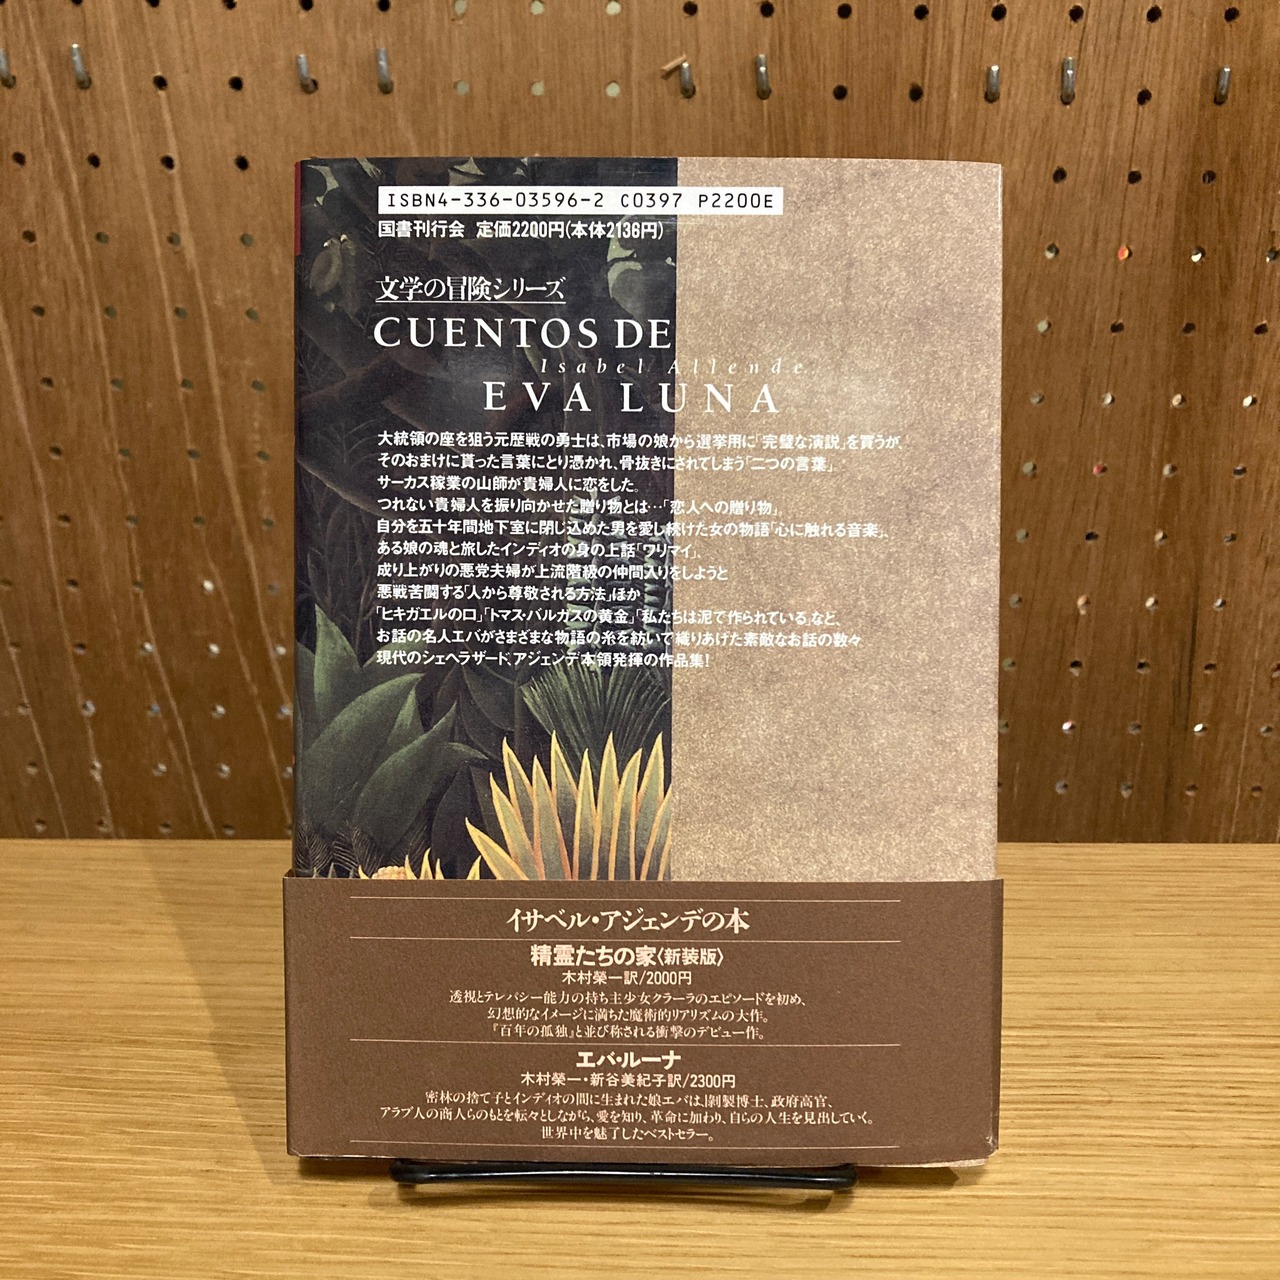 ISBN4-336-03596-2 C0397 P2200E
国書刊行会 定価2200円(本体2136円)
文学の冒険シリーズ
CUENTOS DE
Isabel Allende
EVA LUNA
大統領の座を狙う元歴戦の勇士は、市場の娘から選挙用に「完璧な演説」を買うが、
そのおまけに貰った言葉にとり憑かれ、骨抜きにされてしまう「二つの言葉」。
サーカス稼業の山師が貴婦人に恋をした。
つれない貴婦人を振り向かせた贈り物とは…「恋人への贈り物」。
自分を五十年間地下室に閉じ込めた男を愛し続けた女の物語「心に触れる音楽」、
ある娘の魂と旅したインディオの身の上話「ワリマイ」、
成り上がりの悪党夫婦が上流階級の仲間入りをしようと
悪戦苦闘する「人から尊敬される方法」ほか
「ヒキガエルの口」「トマス・バルガスの黄金」「私たちは泥で作られている」など、
お話の名人エバがさまざまな物語の糸を紡いで織りあげた素敵なお話の数々
現代のシェヘラザード、アジェンデ本領発揮の作品集!
イサベル・アジェンデの本
精霊たちの家〈新装版〉
木村榮一訳/2000円
透視とテレパシー能力の持ち主少女クラーラのエピソードを初め、
幻想的なイメージに満ちた魔術的リアリズムの大作。
『百年の孤独』と並び称される衝撃のデビュー作。
エバ・ルーナ
木村榮一・新谷美紀子訳/2300円
密林の捨て子とインディオの間に生まれた娘エバは、剥製博士、政府高官、
アラブ人の商人らのもとを転々としながら、愛を知り、革命に加わり、自らの人生を見出していく。
世界中を魅了したベストセラー。